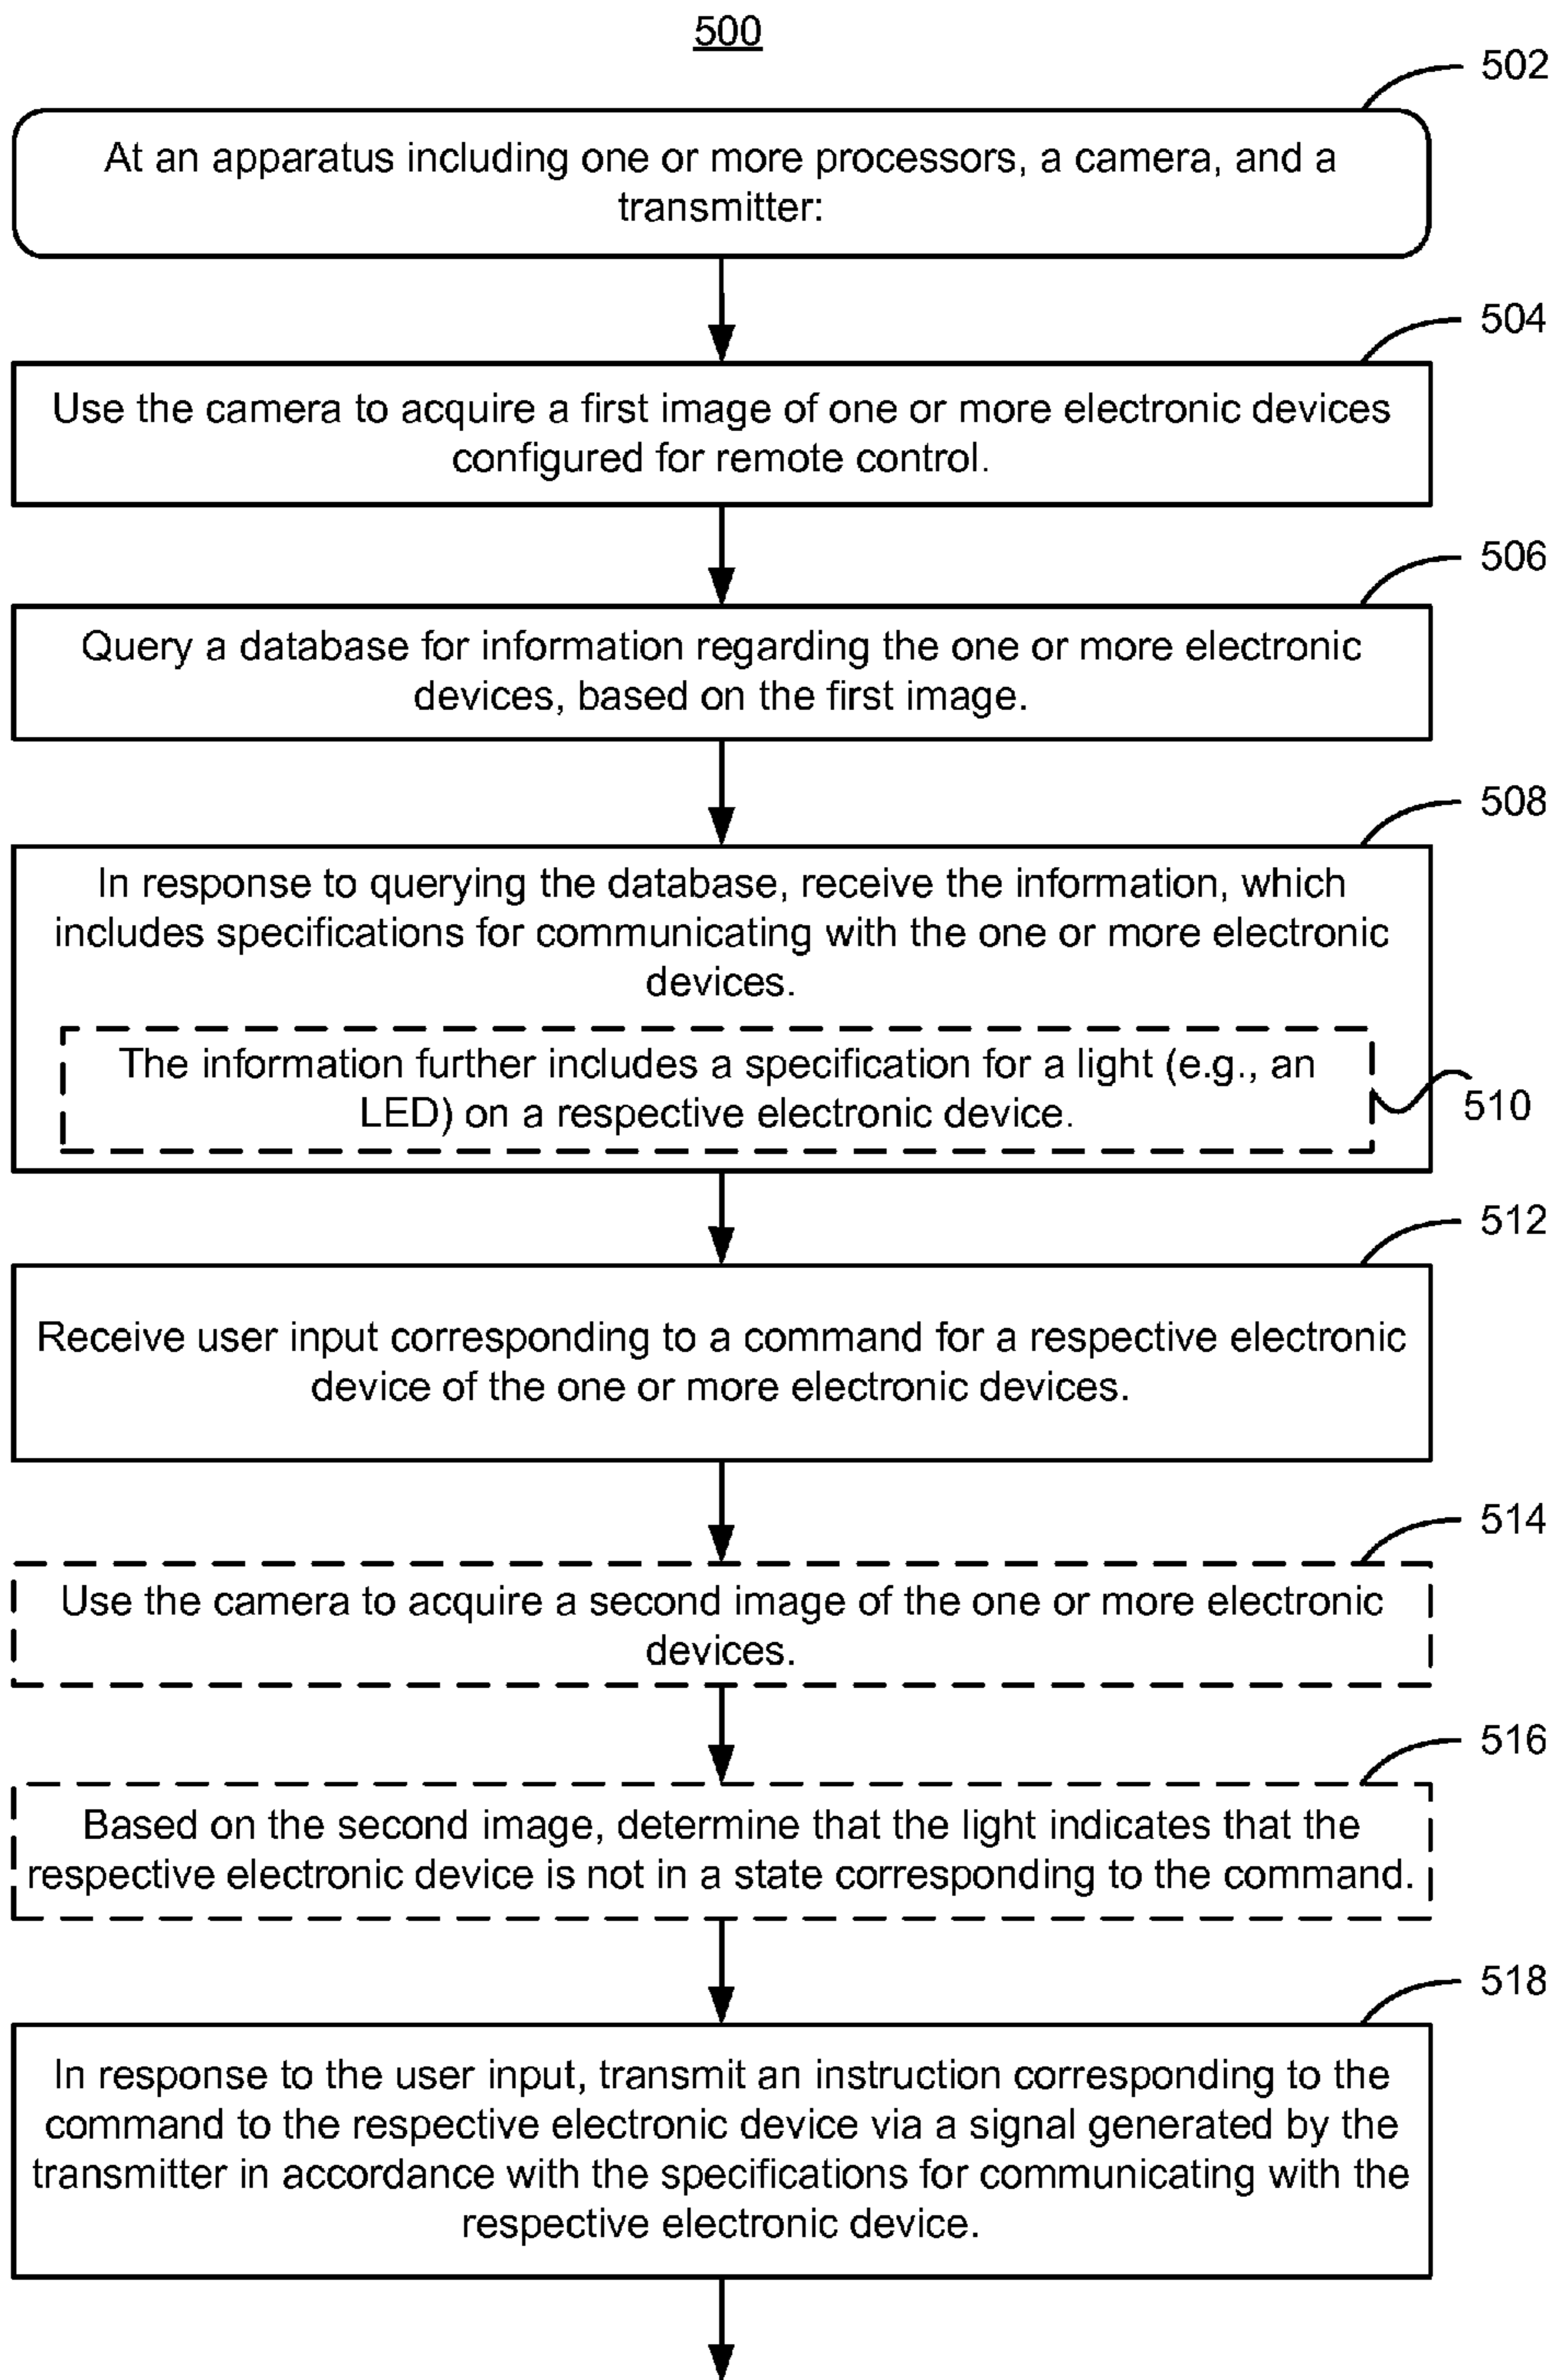 500
502
At an apparatus including one or more processors, a camera, and a
transmitter:
504
Use the camera to acquire a first image of one or more electronic devices
configured for remote control.
506
Query a database for information regarding the one or more electronic
devices, based on the first image.
508
In response to querying the database, receive the information, which
includes specifications for communicating with the one or more electronic
devices.
The information further includes a specification for a light (e.g., an
LED) on a respective electronic device.
510
512
Receive user input corresponding to a command for a respective electronic
device of the one or more electronic devices.
514
Use the camera to acquire a second image of the one or more electronic
devices.
516
Based on the second image, determine that the light indicates that the
respective electronic device is not in a state corresponding to the command.
518
In response to the user input, transmit an instruction corresponding to the
command to the respective electronic device via a signal generated by the
transmitter in accordance with the specifications for communicating with the
respective electronic device.